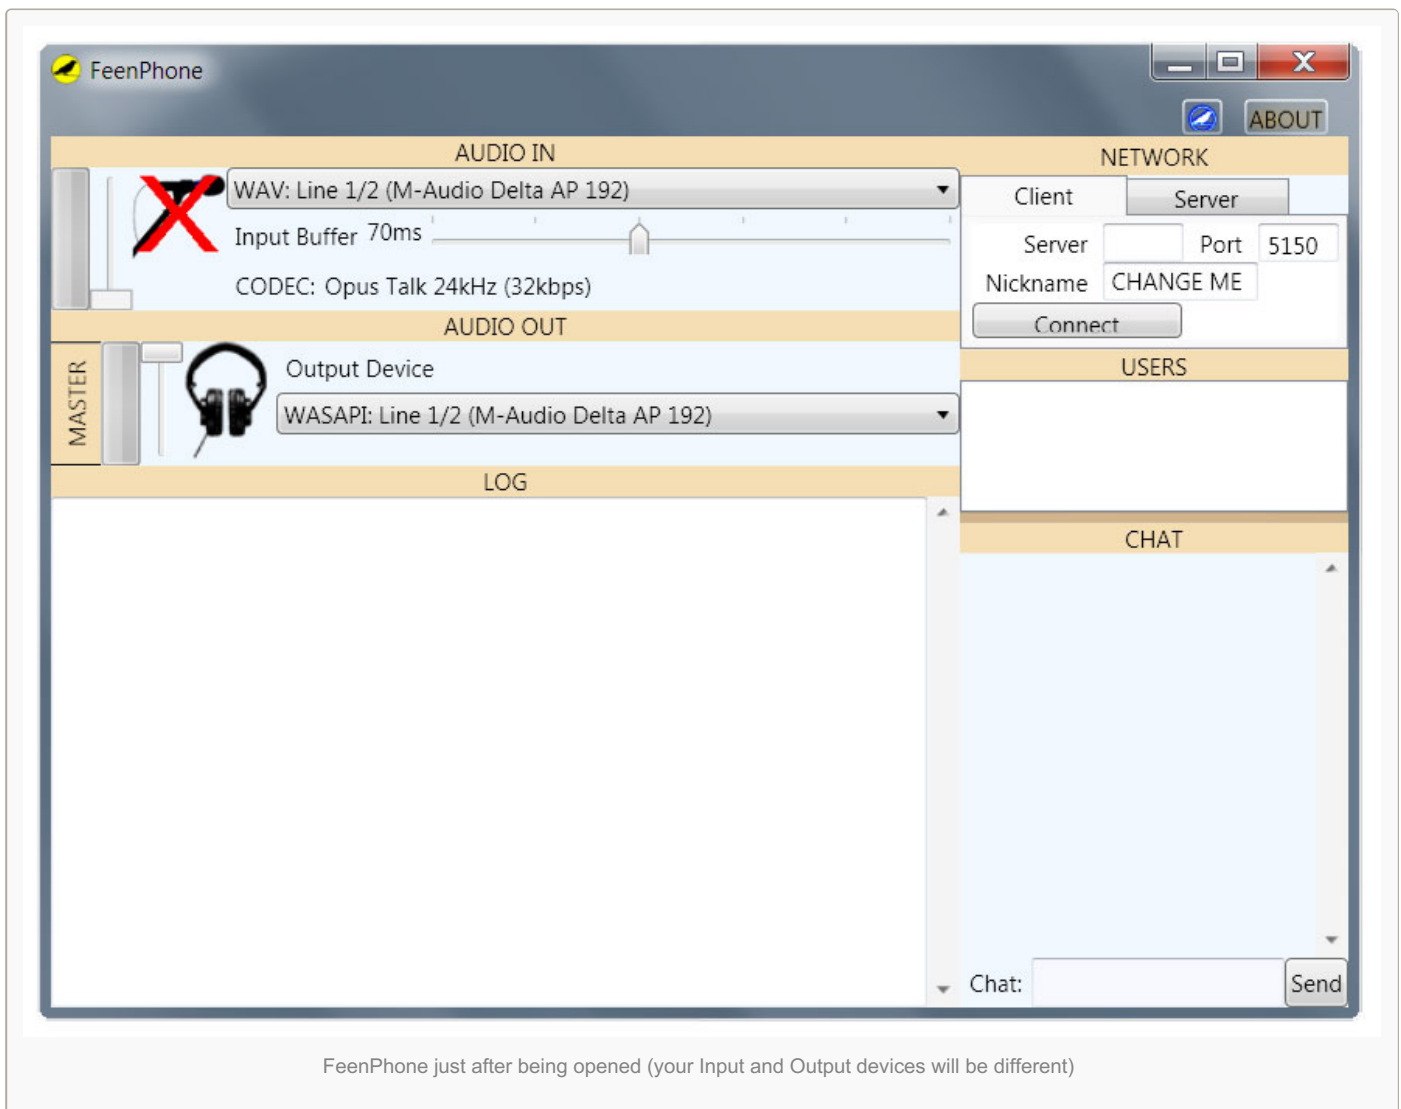 FeenPhone
ABOUT
AUDIO IN
WAV: Line 1/2 (M-Audio Delta AP 192)
Input Buffer 70ms
CODEC: Opus Talk 24kHz (32kbps)
AUDIO OUT
MASTER
Output Device
WASAPI: Line 1/2 (M-Audio Delta AP 192)
LOG
NETWORK
Client Server
Server Port 5150
Nickname CHANGE ME
Connect
USERS
CHAT
Chat: Send
FeenPhone just after being opened (your Input and Output devices will be different)